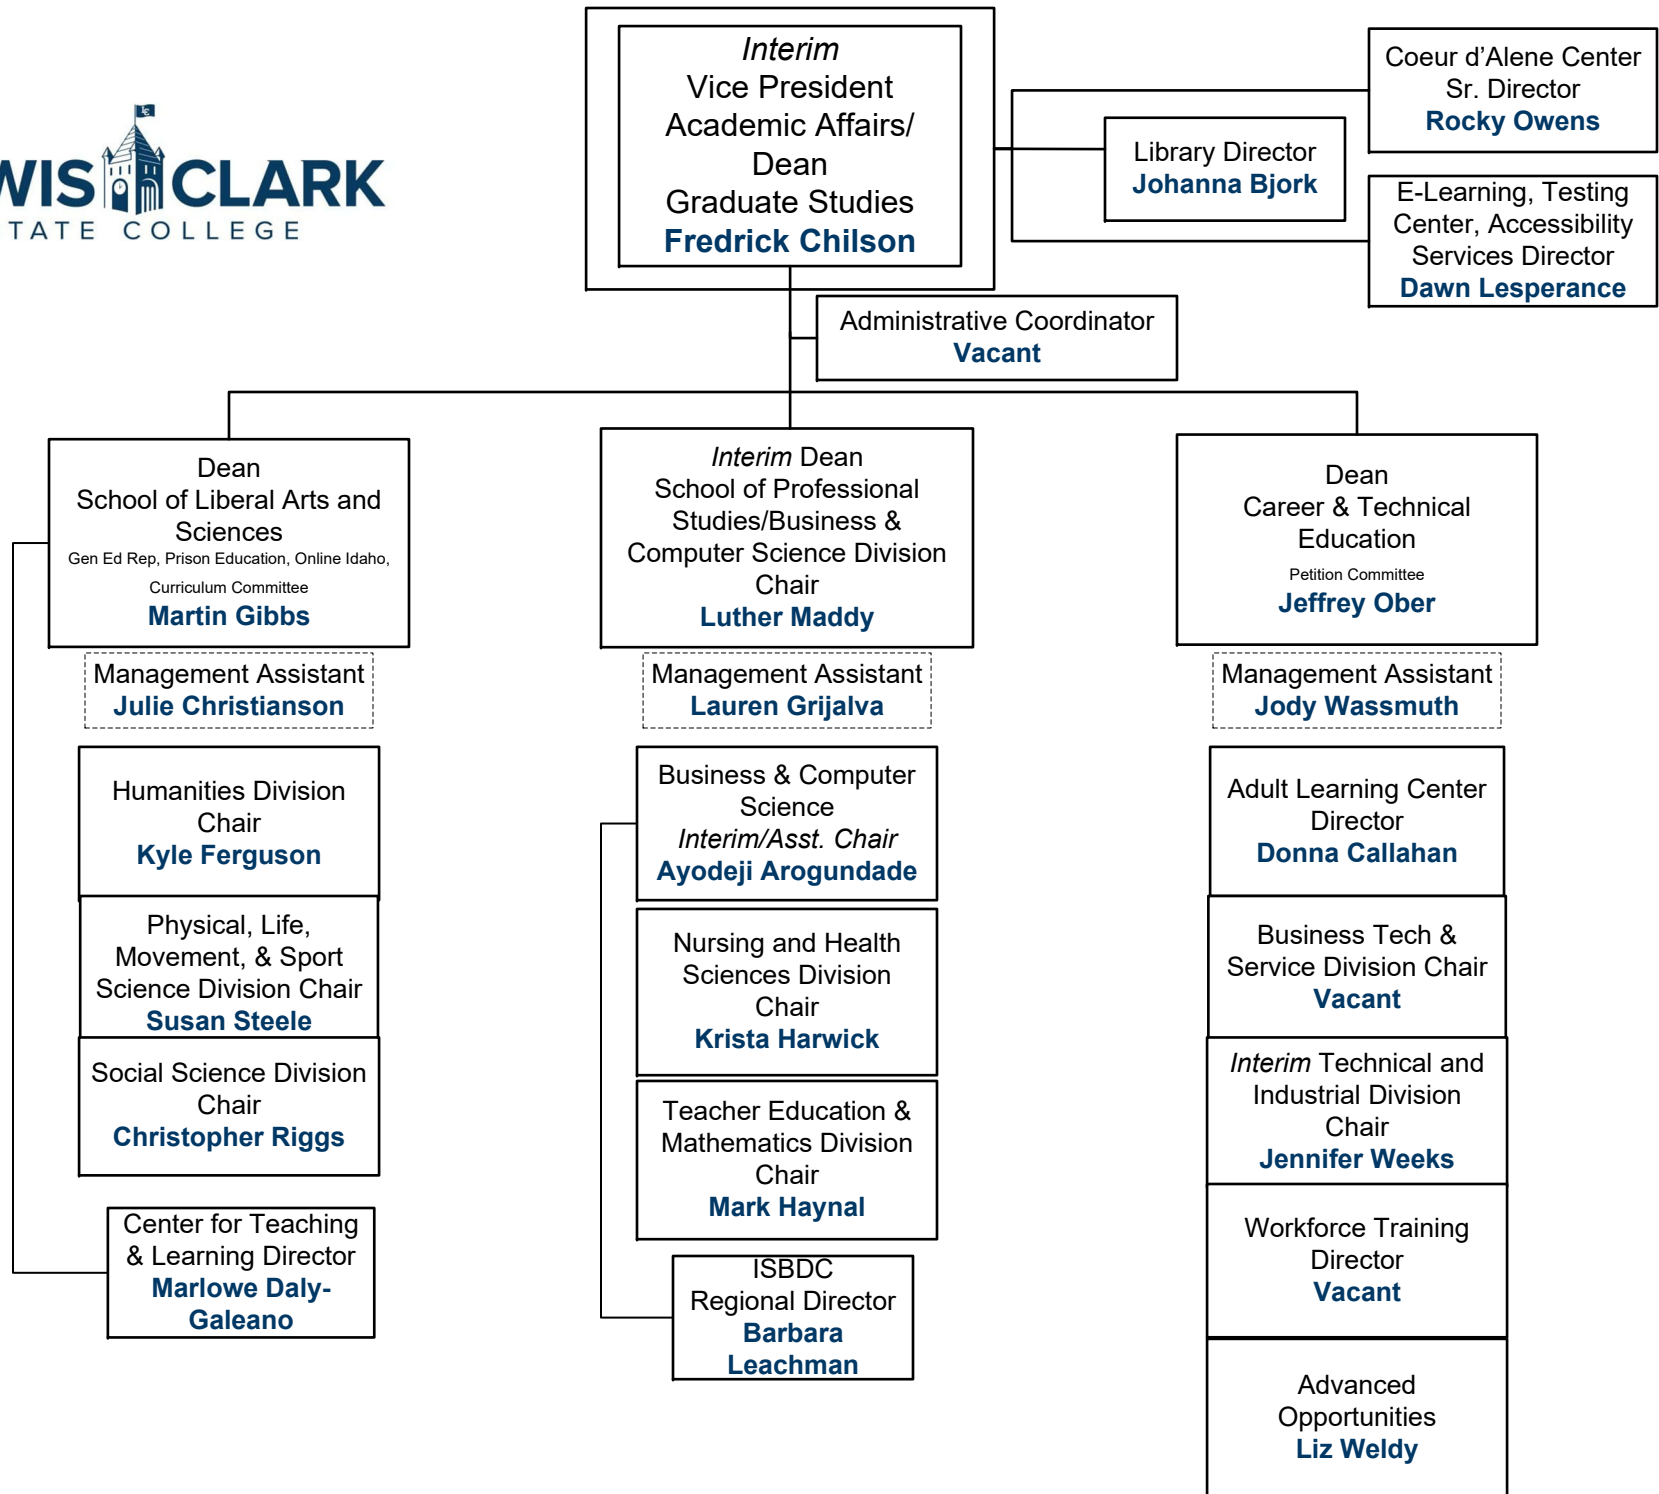 WIS CLARK
TATE COLLEGE
Interim
Vice President
Academic Affairs/
Dean
Graduate Studies
Fredrick Chilson
Coeur d'Alene Center
Sr. Director
Rocky Owens
Library Director
Johanna Bjork
E-Learning, Testing
Center, Accessibility
Services Director
Dawn Lesperance
Administrative Coordinator
Vacant
Dean
School of Liberal Arts and
Sciences
Gen Ed Rep, Prison Education, Online Idaho,
Curriculum Committee
Martin Gibbs
Management Assistant
Julie Christianson
Humanities Division
Chair
Kyle Ferguson
Physical, Life,
Movement, & Sport
Science Division Chair
Susan Steele
Social Science Division
Chair
Christopher Riggs
Center for Teaching
& Learning Director
Marlowe Daly-
Galeano
Interim Dean
School of Professional
Studies/Business &
Computer Science Division
Chair
Luther Maddy
Management Assistant
Lauren Grijalva
Business & Computer
Science
Interim/Asst. Chair
Ayodeji Arogundade
Nursing and Health
Sciences Division
Chair
Krista Harwick
Teacher Education &
Mathematics Division
Chair
Mark Haynal
ISBDC
Regional Director
Barbara
Leachman
Dean
Career & Technical
Education
Petition Committee
Jeffrey Ober
Management Assistant
Jody Wassmuth
Adult Learning Center
Director
Donna Callahan
Business Tech &
Service Division Chair
Vacant
Interim Technical and
Industrial Division
Chair
Jennifer Weeks
Workforce Training
Director
Vacant
Advanced
Opportunities
Liz Weldy